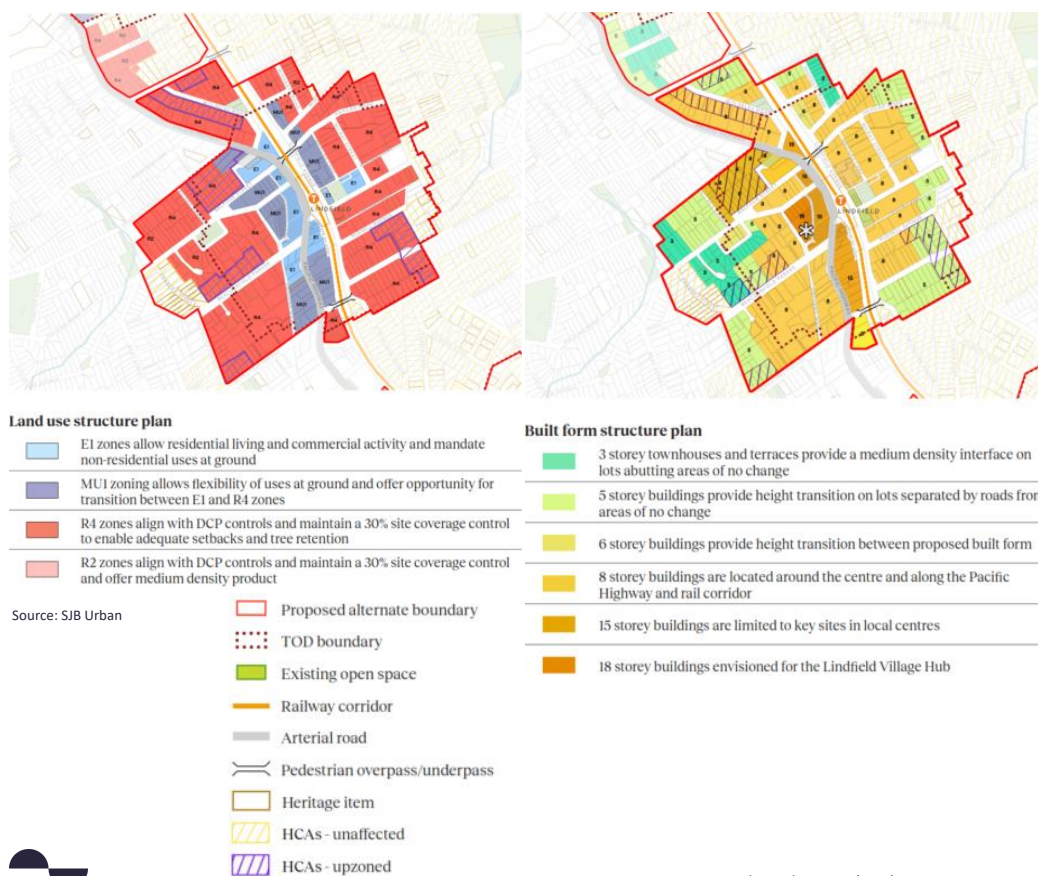 LINDFIELD
LINDFIELD
Land use structure plan
E1 zones allow residential living and commercial activity and mandate
non-residential uses at ground
MU1 zoning allows flexibility of uses at ground and offer opportunity for
transition between E1 and R4 zones
R4 zones align with DCP controls and maintain a 30% site coverage control
to enable adequate setbacks and tree retention
R2 zones align with DCP controls and maintain a 30% site coverage control
and offer medium density product
Source: SJB Urban
Proposed alternate boundary
TOD boundary
Existing open space
Railway corridor
Arterial road
Pedestrian overpass/underpass
Heritage item
HCAs - unaffected
HCAs - upzoned
Built form structure plan
3 storey townhouses and terraces provide a medium density interface on
lots abutting areas of no change
5 storey buildings provide height transition on lots separated by roads from
areas of no change
6 storey buildings provide height transition between proposed built form
8 storey buildings are located around the centre and along the Pacific
Highway and rail corridor
15 storey buildings are limited to key sites in local centres
18 storey buildings envisioned for the Lindfield Village Hub